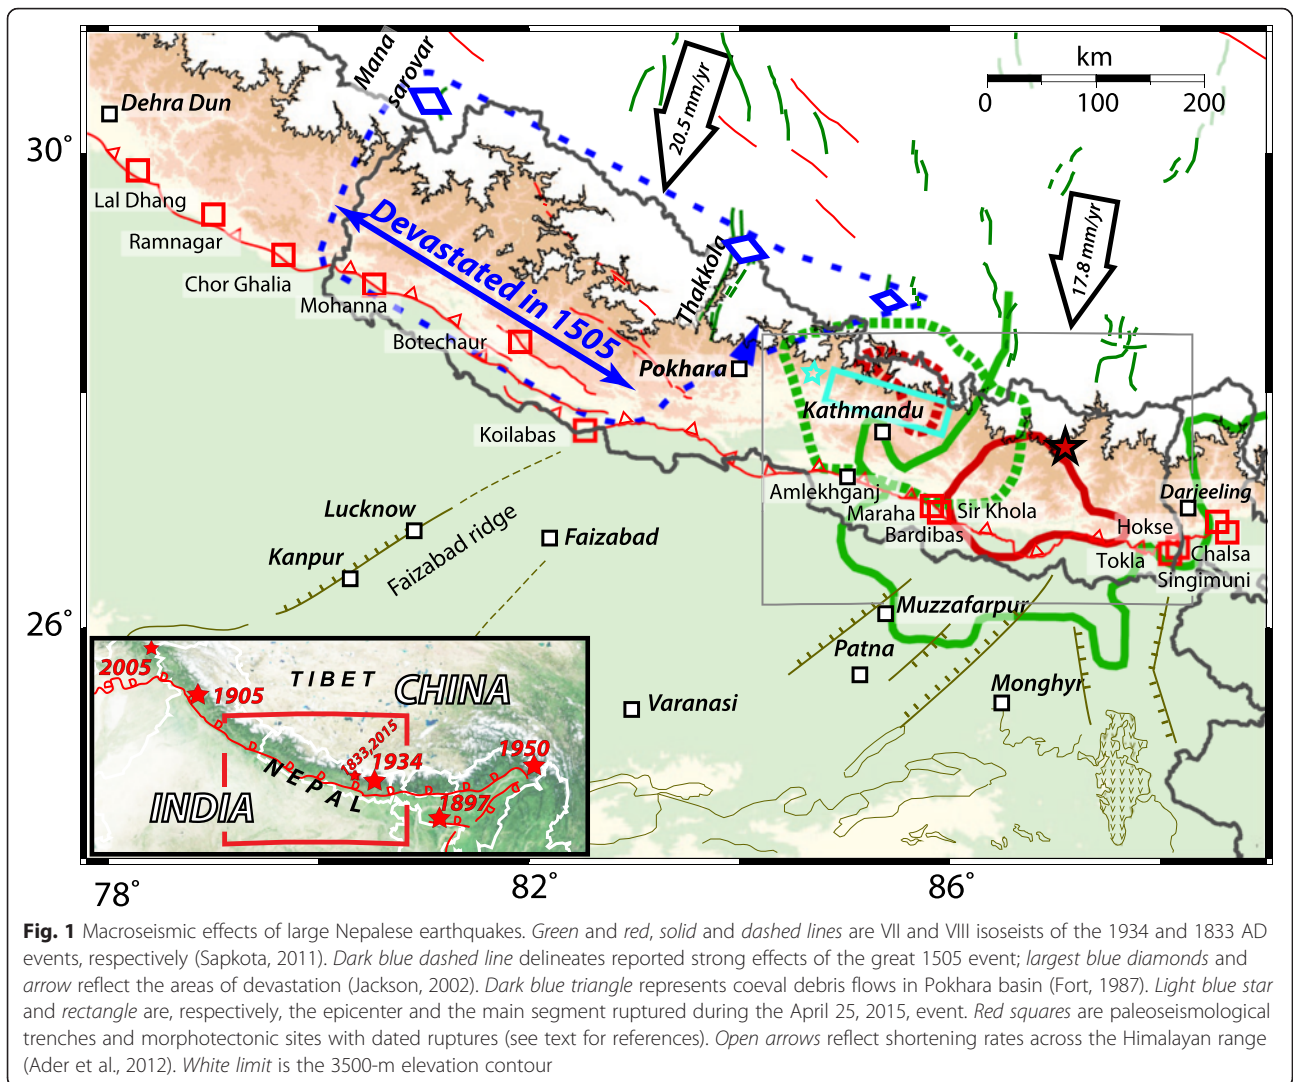 Mana
sarovar
km
0 100 200
Dehra Dun
20.5 mm/yr
30°
Lal Dhang
Ramnagar
Chor Ghalia
Mohanna
Devastated in 1505
Thakkola
17.8 mm/yr
Botechaur
Pokhara
Kathmandu
Koilabas
Amlekhganj
Maraha
Sir Khola
Bardibas
Darjeeling
Hokse
Chalsa
Tokla
Singimuni
Lucknow
Kanpur
Faizabad ridge
Faizabad
26°
Muzzafarpur
Patna
Monghyr
Varanasi
2005
1905
TIBET
CHINA
1833,2015
1934
1950
NEPAL
INDIA
1897
D D D D D D D D D D D
78° 82° 86°
Fig. 1 Macroseismic effects of large Nepalese earthquakes. Green and red, solid and dashed lines are VII and VIII isoseists of the 1934 and 1833 AD
events, respectively (Sapkota, 2011). Dark blue dashed line delineates reported strong effects of the great 1505 event; largest blue diamonds and
arrow reflect the areas of devastation (Jackson, 2002). Dark blue triangle represents coeval debris flows in Pokhara basin (Fort, 1987). Light blue star
and rectangle are, respectively, the epicenter and the main segment ruptured during the April 25, 2015, event. Red squares are paleoseismological
trenches and morphotectonic sites with dated ruptures (see text for references). Open arrows reflect shortening rates across the Himalayan range
(Ader et al., 2012). White limit is the 3500-m elevation contour